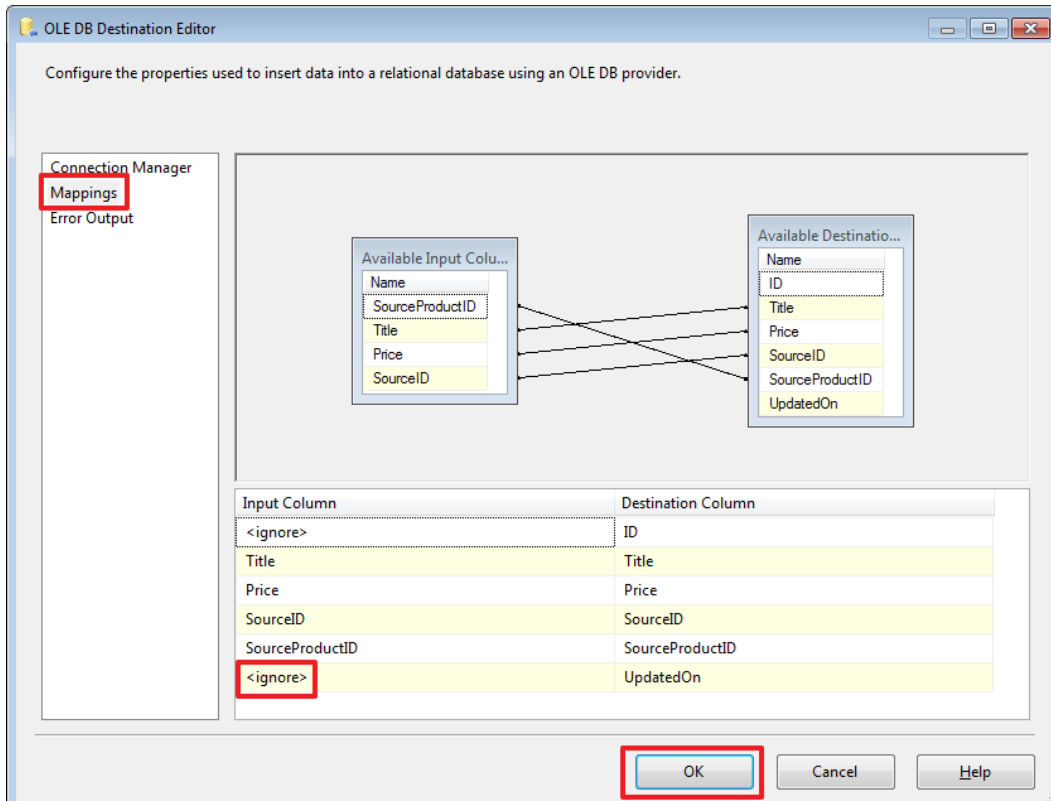 OLE DB Destination Editor
Configure the properties used to insert data into a relational database using an OLE DB provider.
Connection Manager
Mappings
Error Output
Available Input Colu...
Name
SourceProductID
Title
Price
SourceID
Available Destinatio...
Name
ID
Title
Price
SourceID
SourceProductID
UpdatedOn
Input Column Destination Column
<ignore> ID
Title Title
Price Price
SourceID SourceID
SourceProductID SourceProductID
<ignore> UpdatedOn
OK Cancel Help